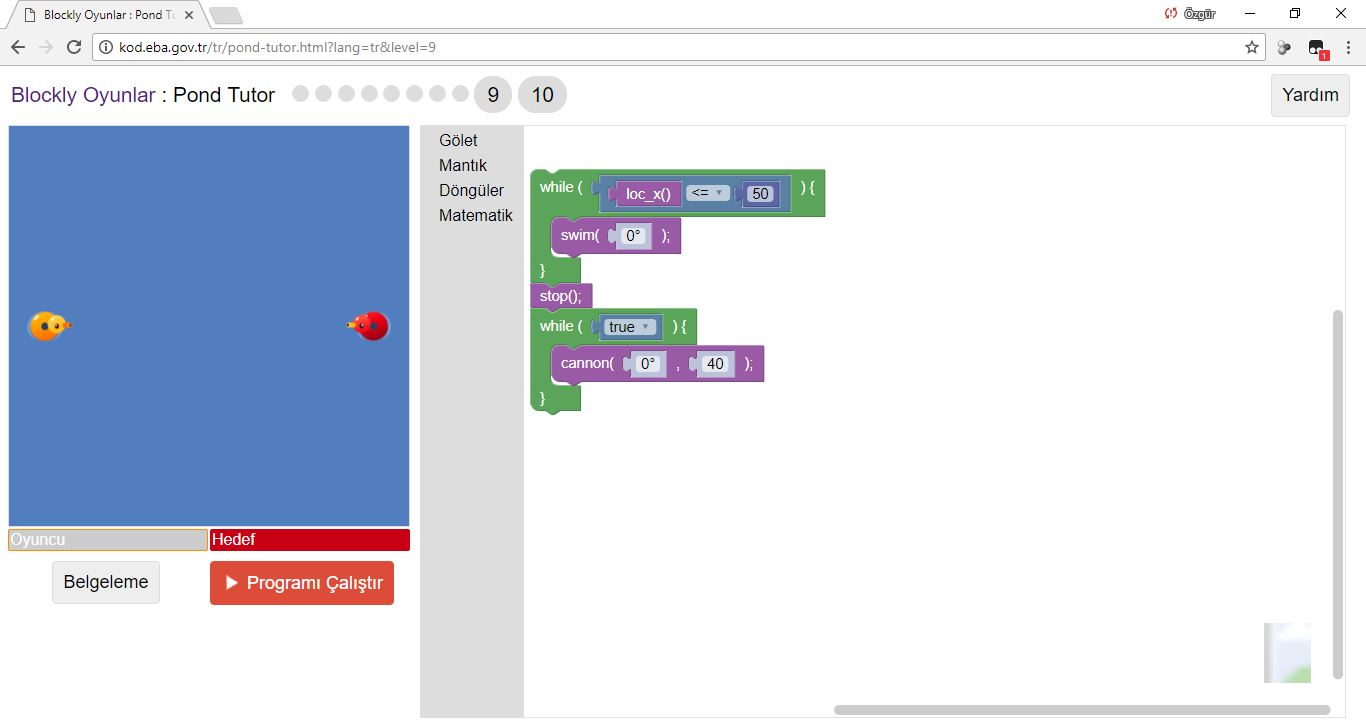 Blockly Oyunlar : Pond Tu
Özgür
kod.eba.gov.tr/tr/pond-tutor.html?lang=tr&level=9
1
Blockly Oyunlar : Pond Tutor 9 10 Yardım
Gölet
Mantık
Döngüler
Matematik
while ( loc_x() <= 50 ) {
swim( 0° );
}
stop();
while ( true ) {
cannon( 0° , 40 );
}
Oyuncu Hedef
Belgeleme Programı Çalıştır